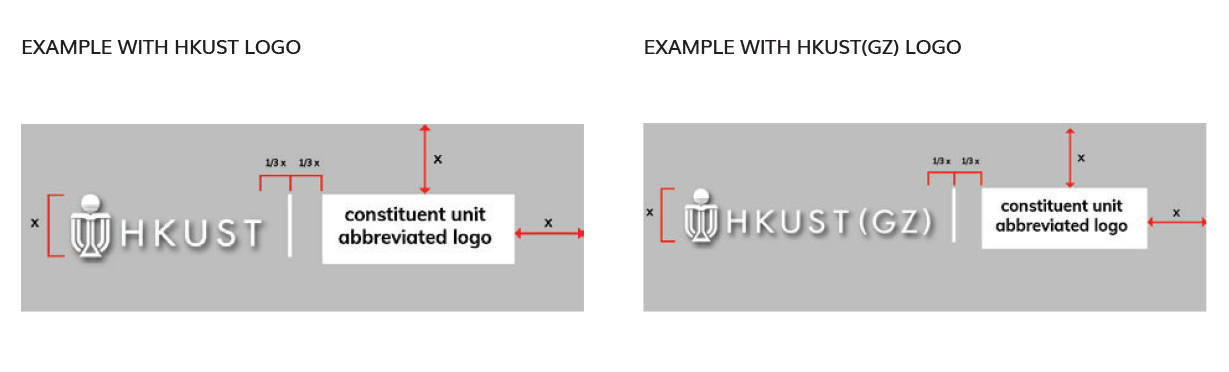 EXAMPLE WITH HKUST LOGO
1/3 x 1/3 x
x
x
HKUST
constituent unit
abbreviated logo
x
EXAMPLE WITH HKUST(GZ) LOGO
1/3 x 1/3 x
x
x
HKUST(GZ)
constituent unit
abbreviated logo
x